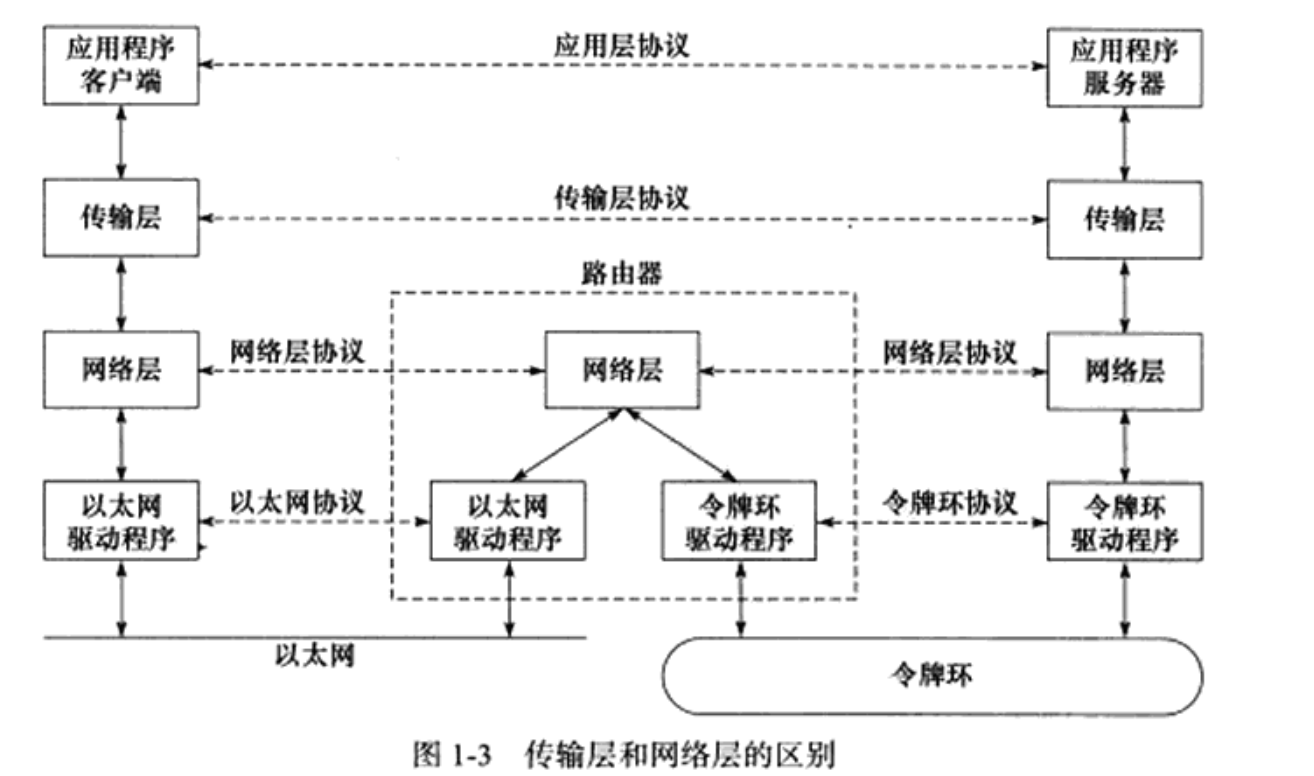 应用程序
客户端
应用层协议
应用程序
服务器
传输层
传输层协议
传输层
路由器
网络层
网络层协议
网络层
网络层协议
网络层
以太网
驱动程序
以太网协议
以太网
驱动程序
令牌环
驱动程序
令牌环协议
令牌环
驱动程序
以太网
令牌环
图 1-3 传输层和网络层的区别